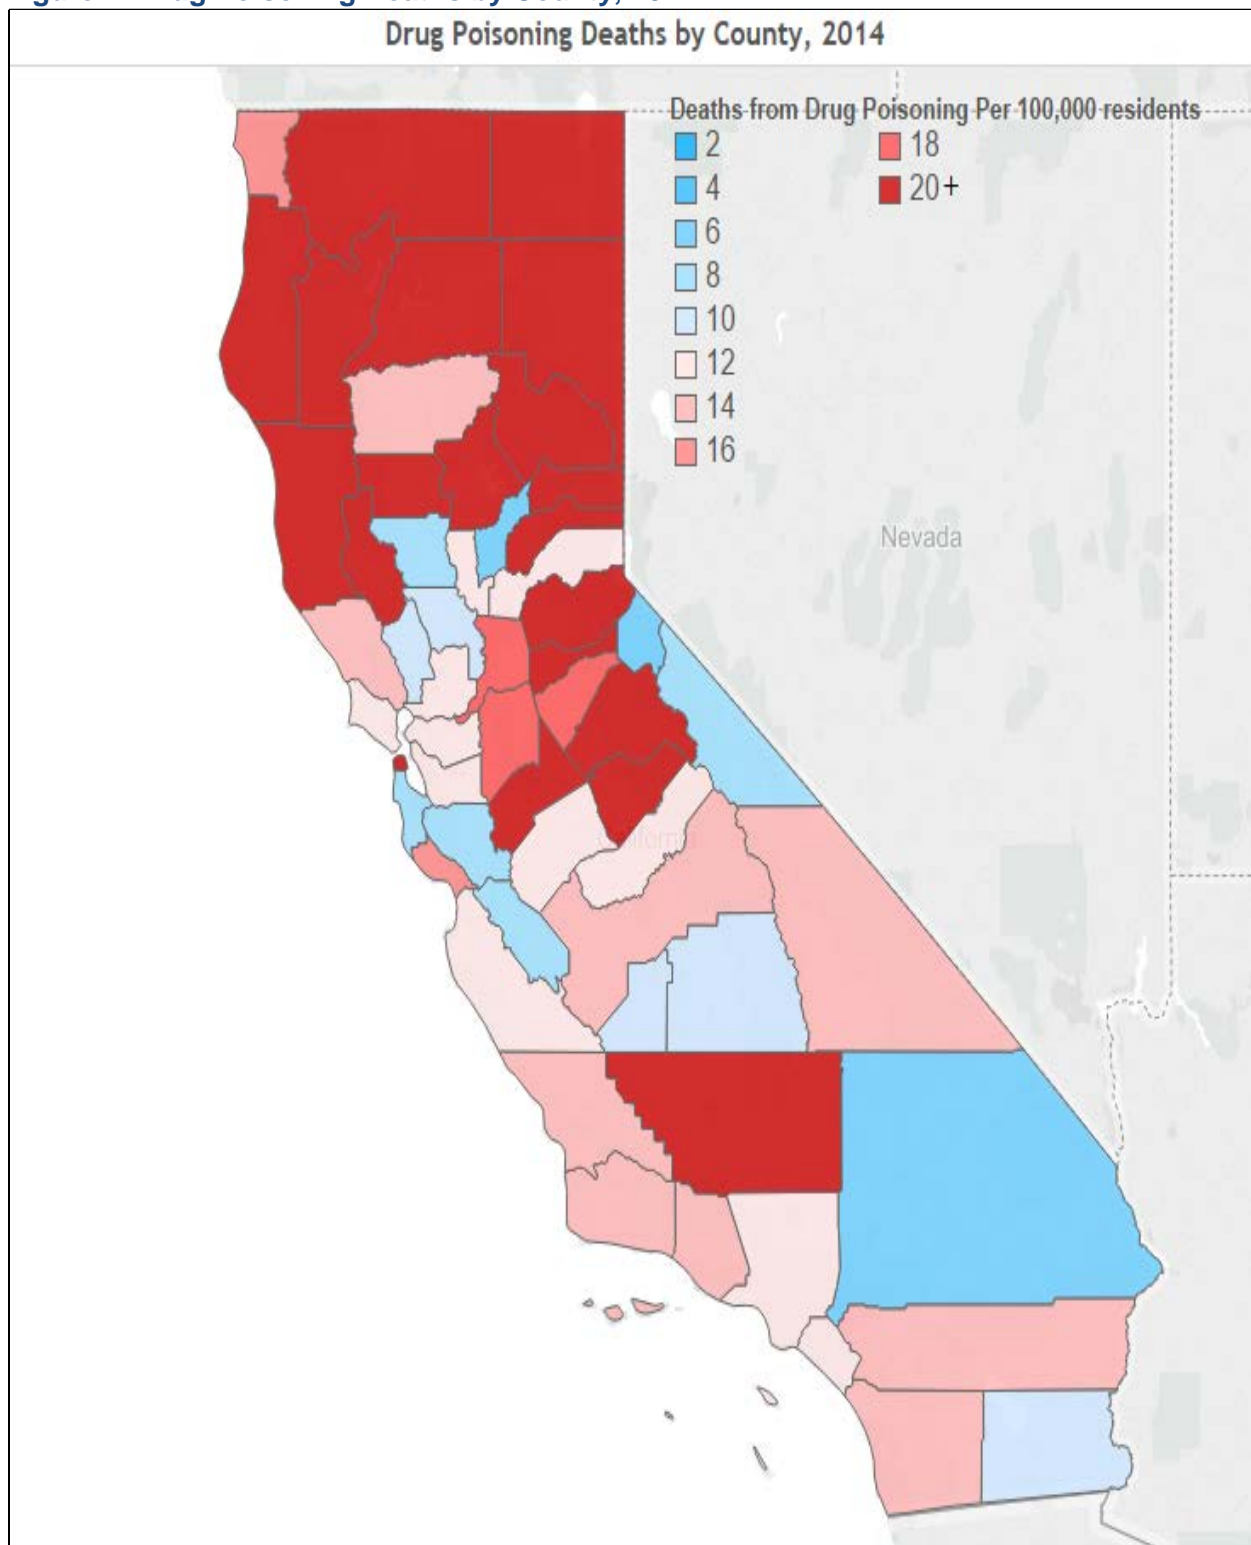 Drug Poisoning Deaths by County, 2014
Deaths from Drug Poisoning Per 100,000 residents
2
4
6
8
10
12
14
16
18
20+
Nevada
California